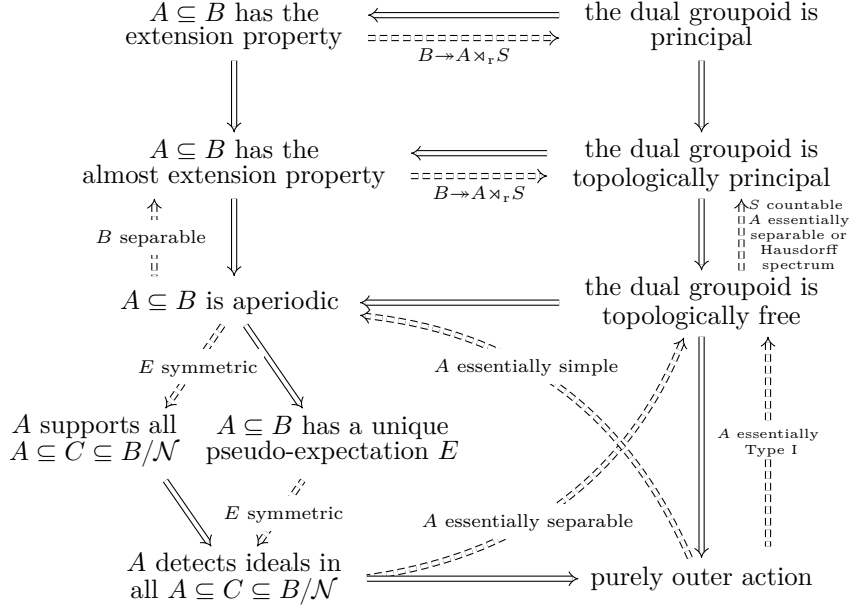 A ⊆ B has the
extension property
the dual groupoid is
principal
B↠A⋊ᵣS
A ⊆ B has the
almost extension property
the dual groupoid is
topologically principal
B↠A⋊ᵣS
B separable
S countable
A essentially
separable or
Hausdorff
spectrum
A ⊆ B is aperiodic
the dual groupoid is
topologically free
E symmetric
A essentially simple
A supports all
A ⊆ C ⊆ B/𝒩
A ⊆ B has a unique
pseudo-expectation E
A essentially
Type I
E symmetric
A essentially separable
A detects ideals in
all A ⊆ C ⊆ B/𝒩
purely outer action